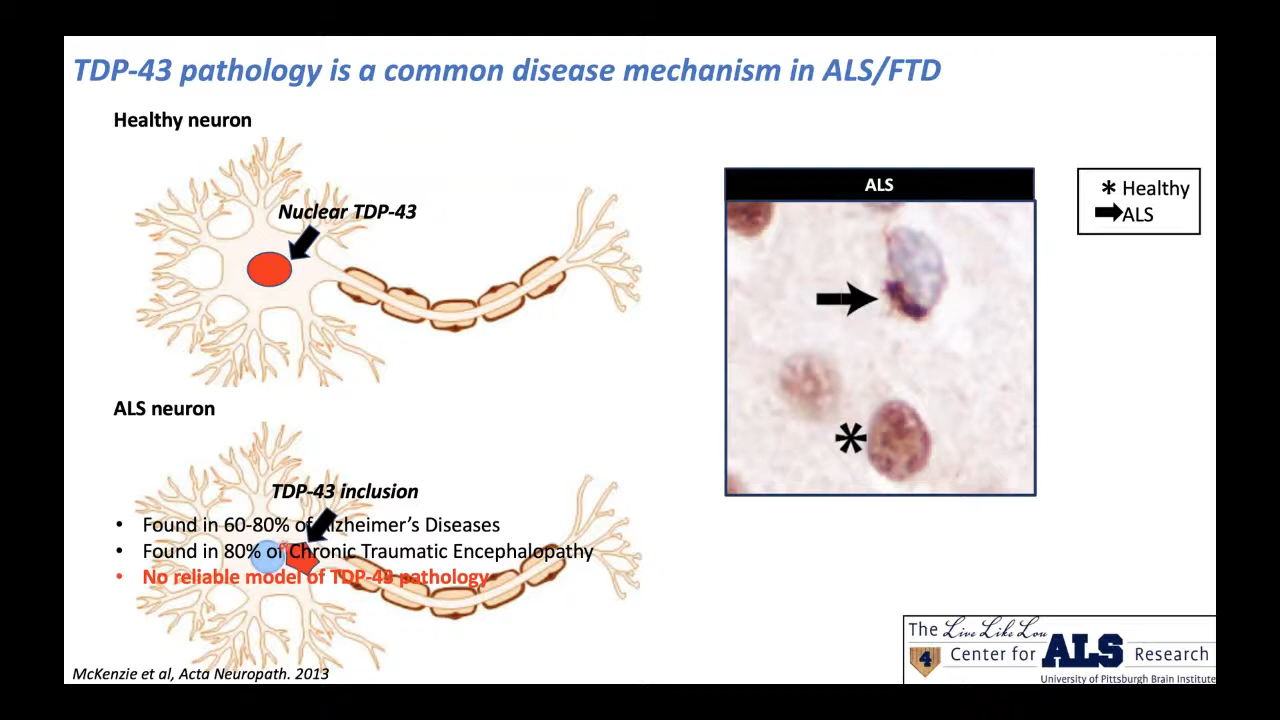 TDP-43 pathology is a common disease mechanism in ALS/FTD
Healthy neuron
Nuclear TDP-43
ALS neuron
TDP-43 inclusion
• Found in 60-80% of Alzheimer's Diseases
• Found in 80% of Chronic Traumatic Encephalopathy
• No reliable model of TDP-43 pathology
McKenzie et al, Acta Neuropath. 2013
ALS
*
* Healthy
ALS
The Live Like Lou
4 Center for ALS Research
University of Pittsburgh Brain Institute